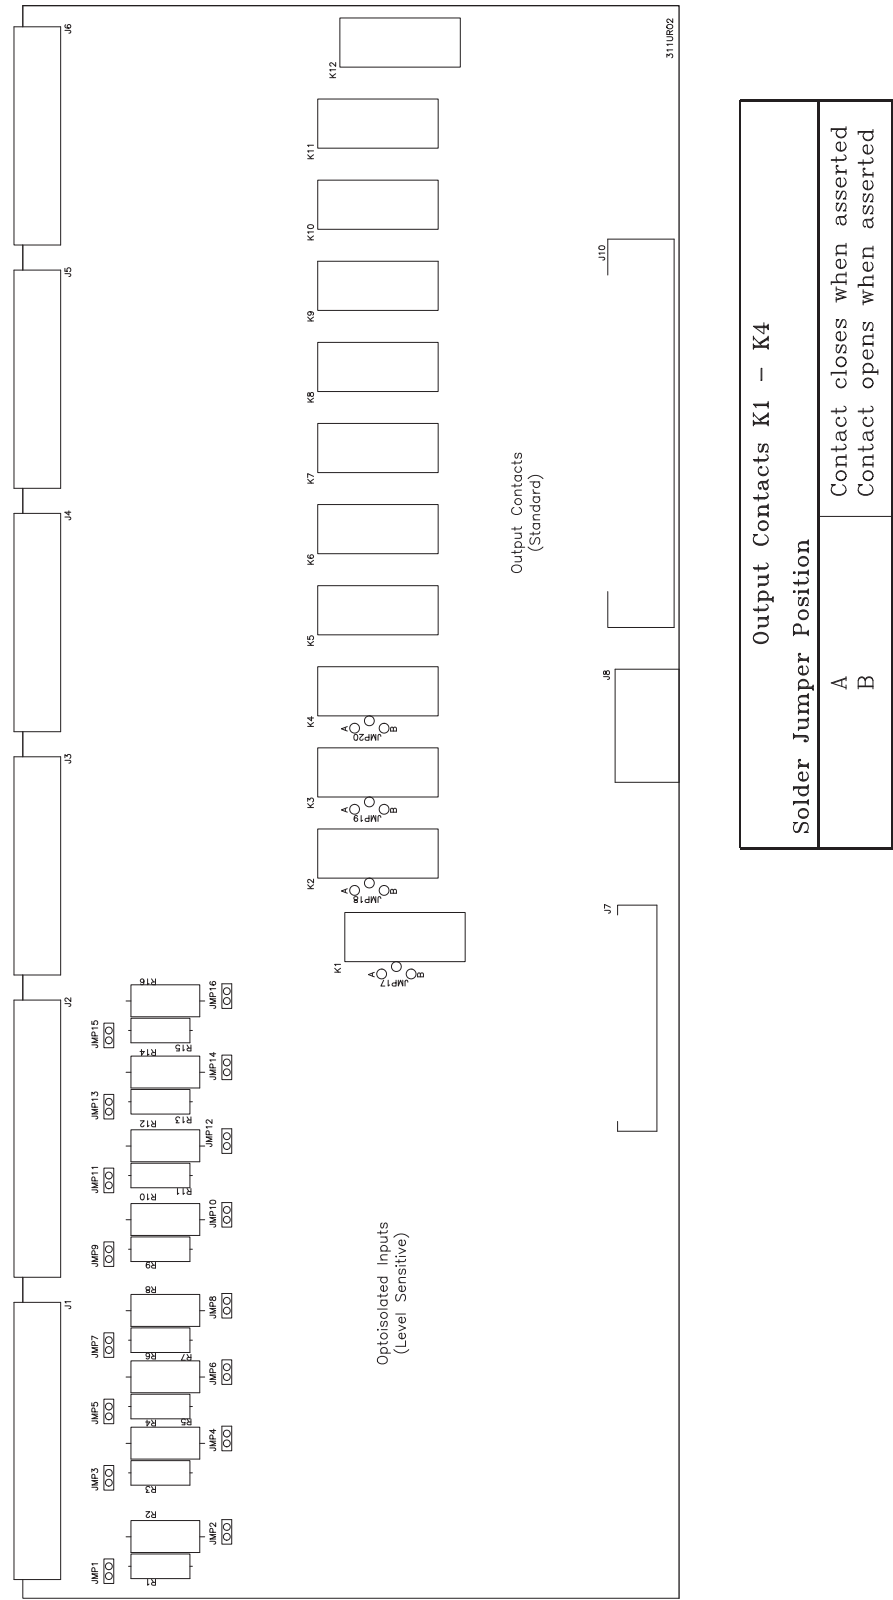 J1
J2
J3
J4
J5
J6
JMP1
JMP3
JMP5
JMP7
JMP9
JMP11
JMP13
JMP15
R1
R2
R3
R4
R5
R6
R7
R8
R9
R10
R11
R12
R13
R14
R15
R16
JMP2
JMP4
JMP6
JMP8
JMP10
JMP12
JMP14
JMP16
K1
K2
K3
K4
K5
K6
K7
K8
K9
K10
K11
K12
A
JMP17
B
A
JMP18
B
A
JMP19
B
A
JMP20
B
Optoisolated Inputs
(Level Sensitive)
Output Contacts
(Standard)
J7
J8
J10
311UR02
Output Contacts K1 – K4
Solder Jumper Position
A Contact closes when asserted
B Contact opens when asserted